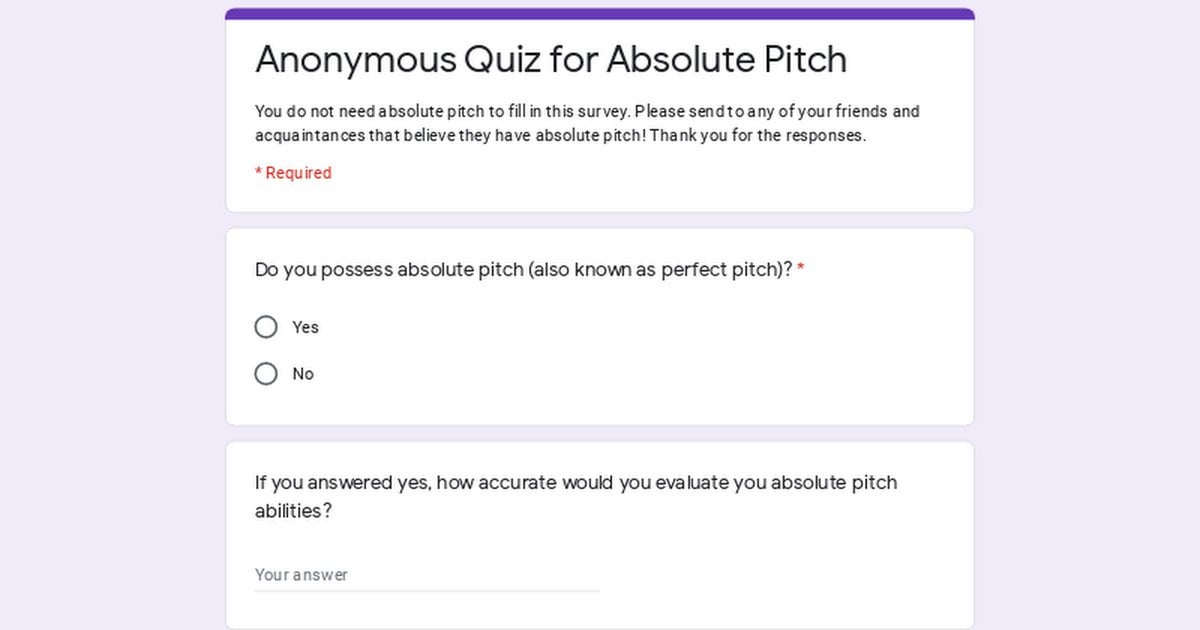 Anonymous Quiz for Absolute Pitch
You do not need absolute pitch to fill in this survey. Please send to any of your friends and
acquaintances that believe they have absolute pitch! Thank you for the responses.
* Required
Do you possess absolute pitch (also known as perfect pitch)? *
Yes
No
If you answered yes, how accurate would you evaluate you absolute pitch
abilities?
Your answer